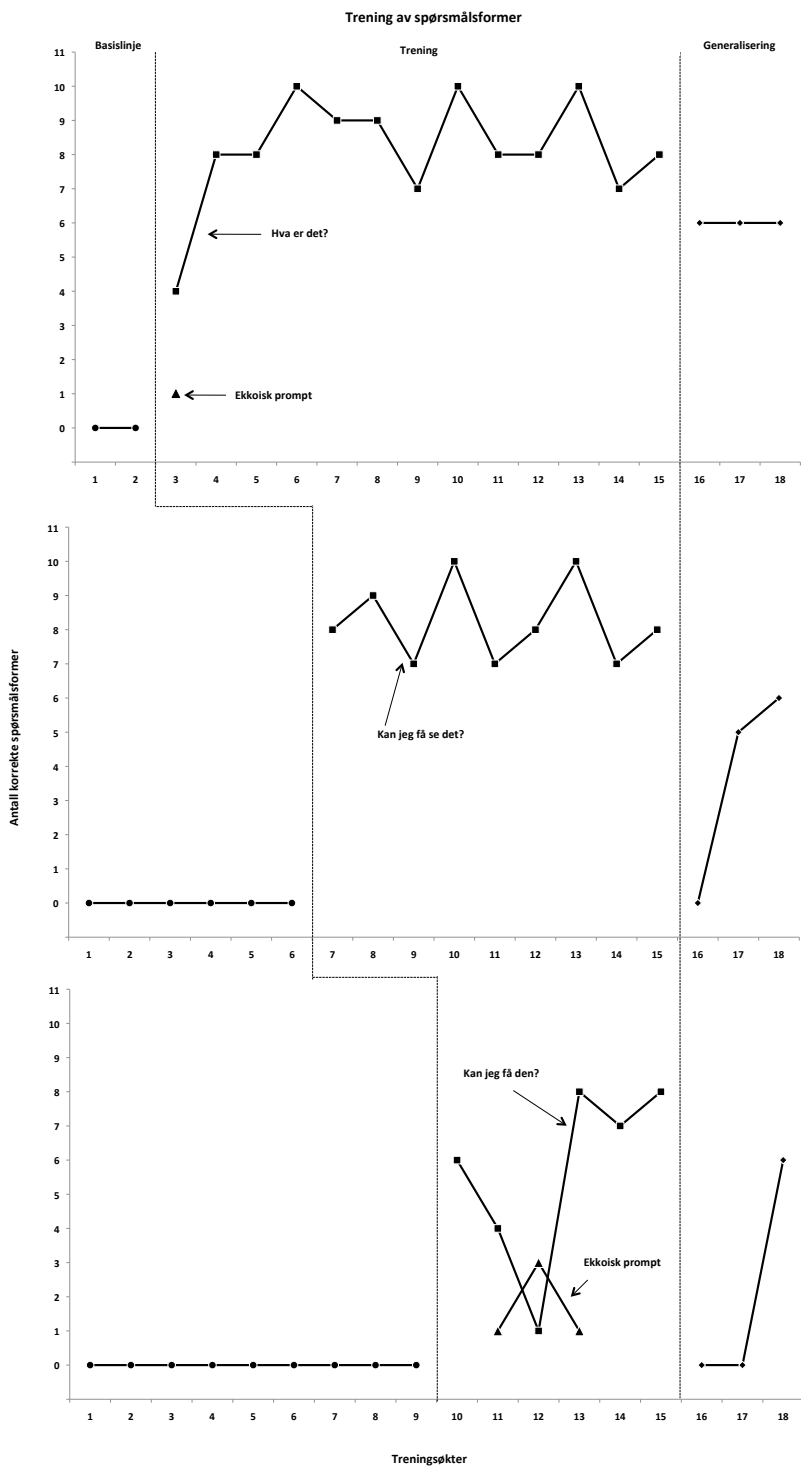 Trening av spørsmålsformer
Basislinje
Trening
Generalisering
11
10
9
8
7
6
5
4
3
2
1
0
Hva er det?
Ekkoisk prompt
1 2 3 4 5 6 7 8 9 10 11 12 13 14 15 16 17 18
Antall korrekte spørsmålsformer
11
10
9
8
7
6
5
4
3
2
1
0
Kan jeg få se det?
1 2 3 4 5 6 7 8 9 10 11 12 13 14 15 16 17 18
11
10
9
8
7
6
5
4
3
2
1
0
Kan jeg få den?
Ekkoisk prompt
1 2 3 4 5 6 7 8 9 10 11 12 13 14 15 16 17 18
Treningsøkter